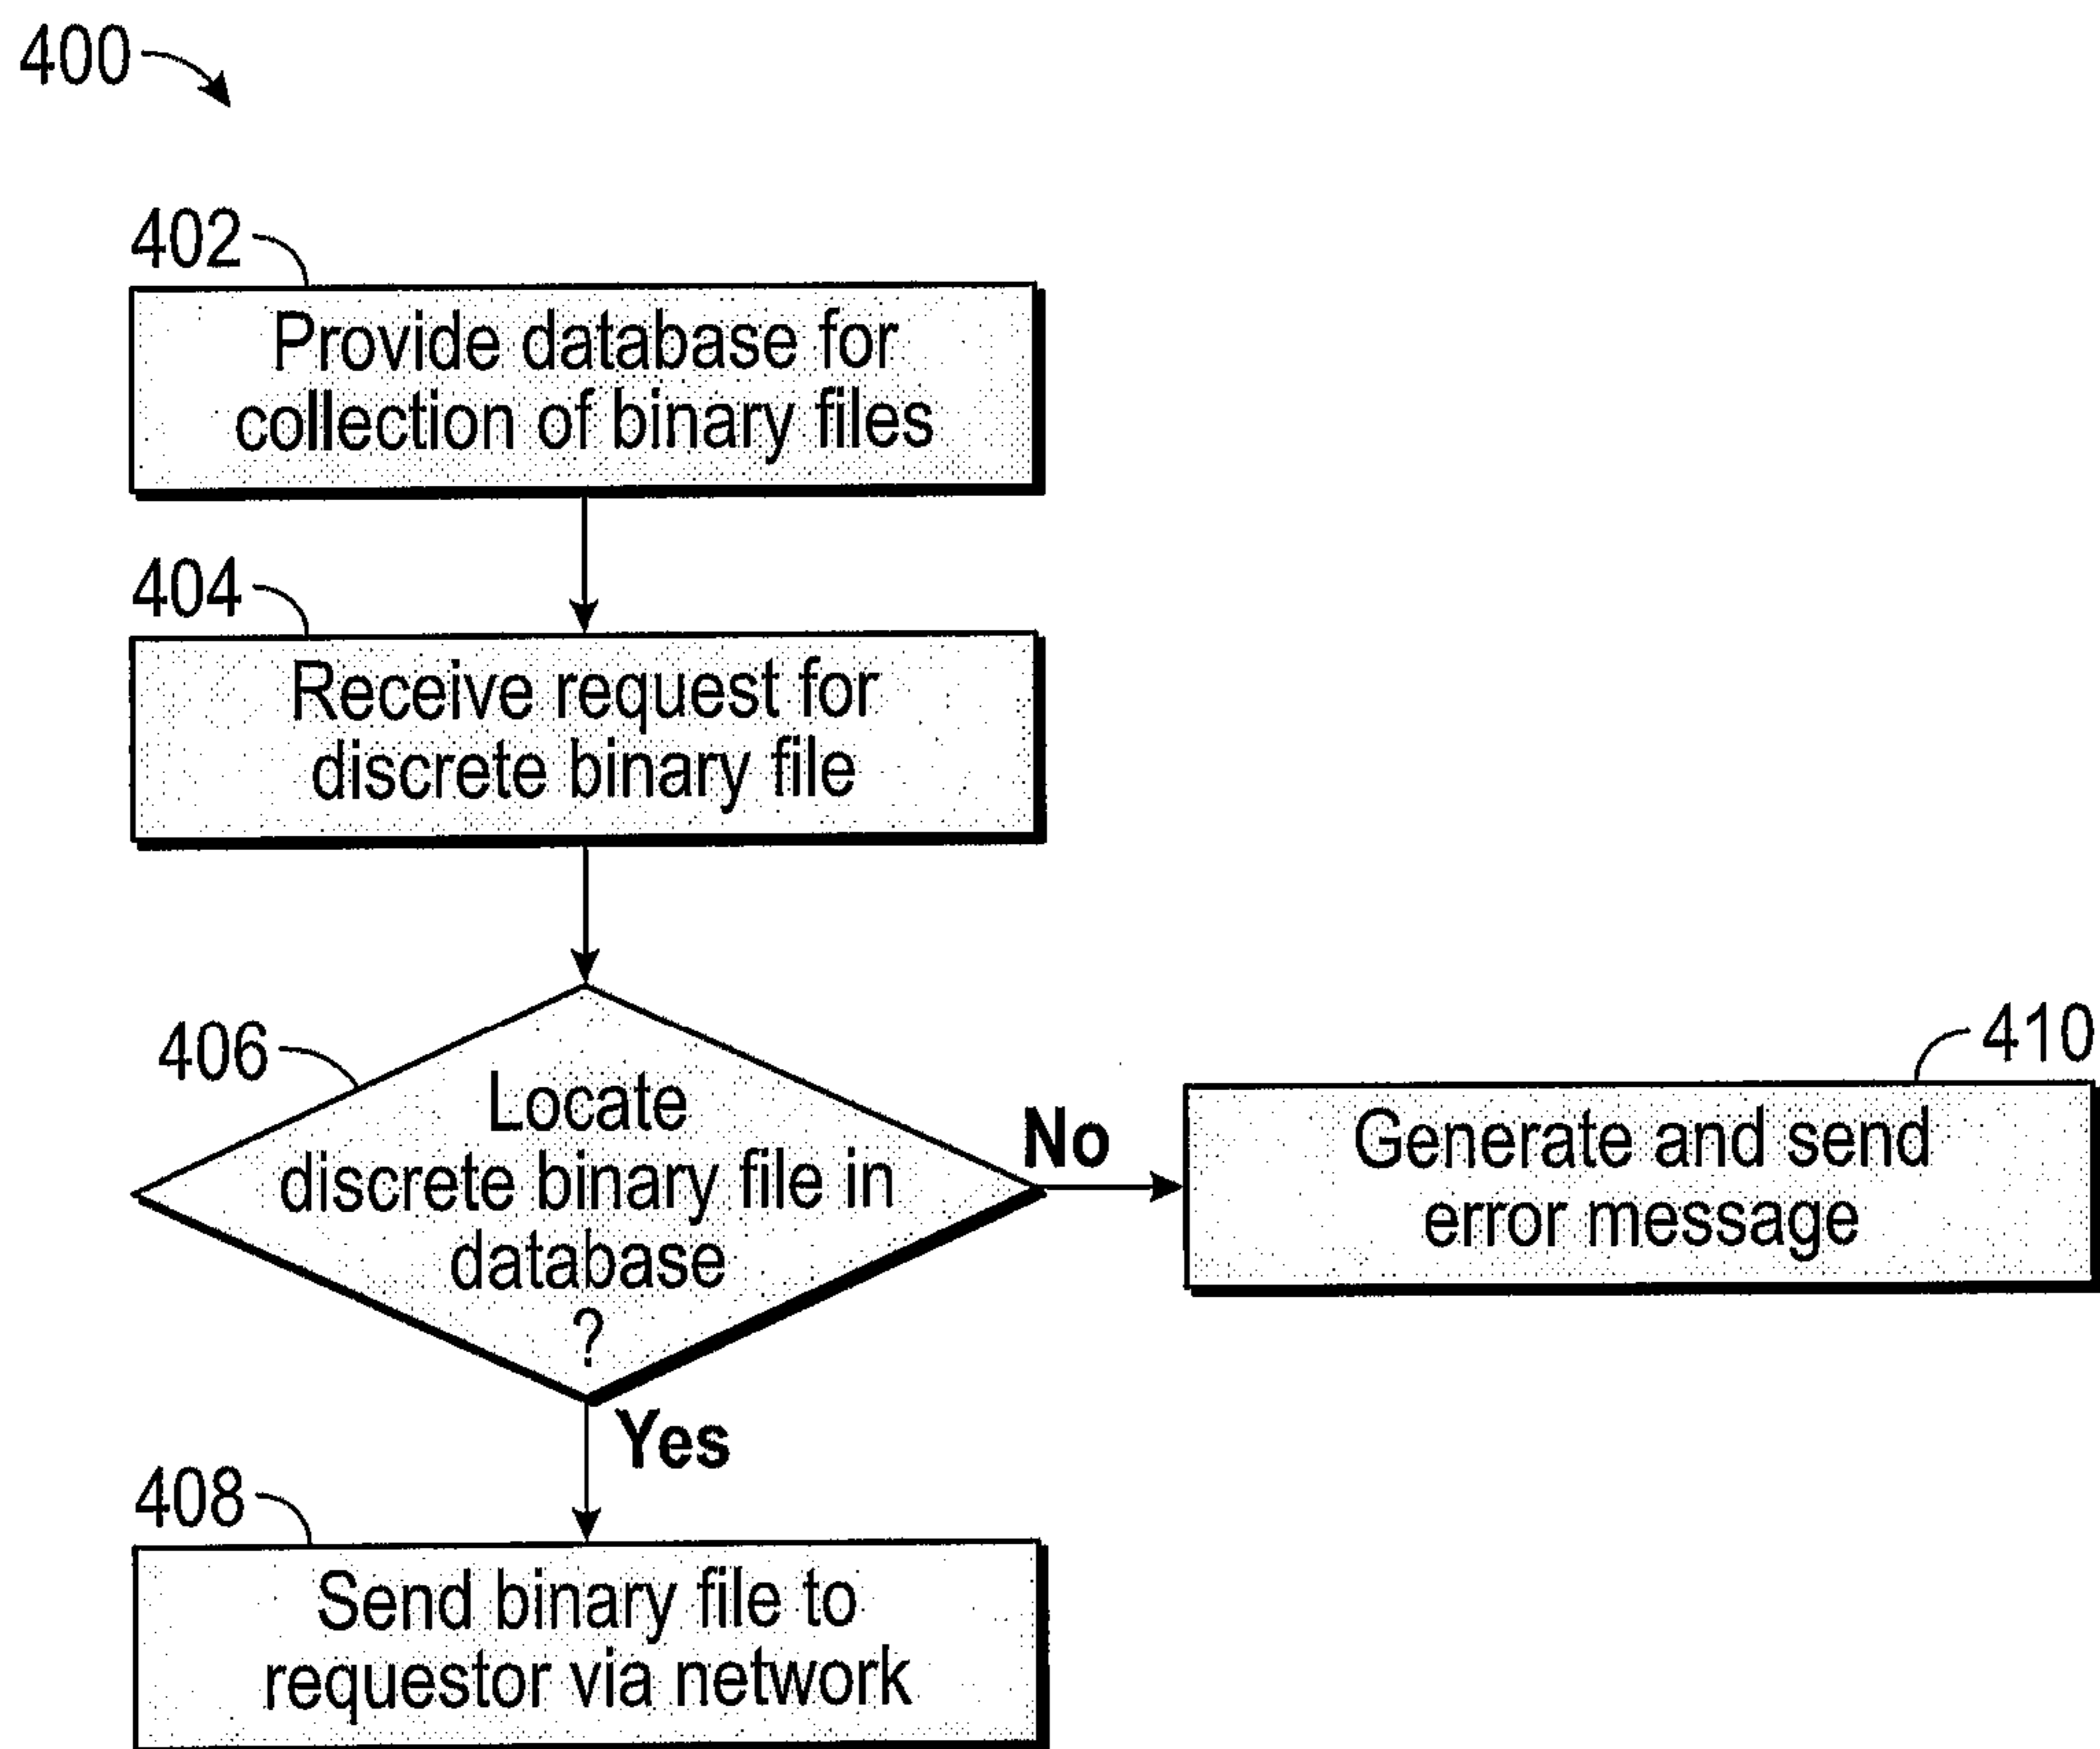 400
402
Provide database for
collection of binary files
404
Receive request for
discrete binary file
406
Locate
discrete binary file in
database
?
No
410
Generate and send
error message
Yes
408
Send binary file to
requestor via network